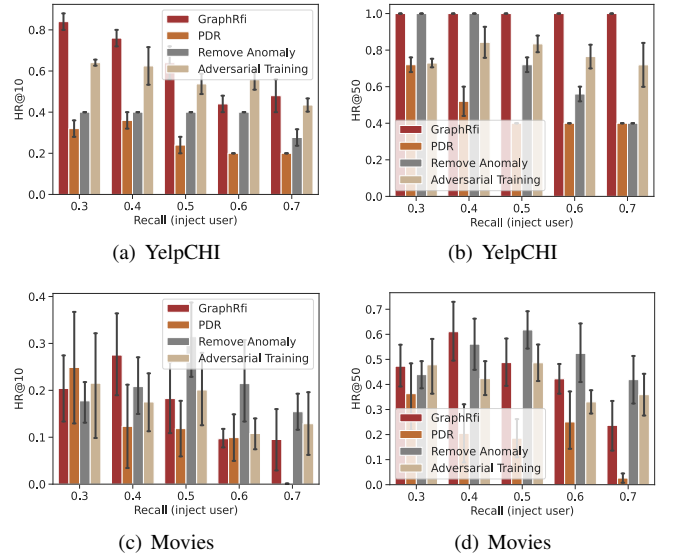 HR@10
0.8
0.6
0.4
0.2
GraphRfi
PDR
Remove Anomaly
Adversarial Training
0.3 0.4 0.5 0.6 0.7
Recall (inject user)
(a) YelpCHI
HR@50
1.0
0.8
0.6
0.4
0.2
0.0
GraphRfi
PDR
Remove Anomaly
Adversarial Training
0.3 0.4 0.5 0.6 0.7
Recall (inject user)
(b) YelpCHI
HR@10
0.4
0.3
0.2
0.1
0.0
GraphRfi
PDR
Remove Anomaly
Adversarial Training
0.3 0.4 0.5 0.6 0.7
Recall (inject user)
(c) Movies
HR@50
0.7
0.6
0.5
0.4
0.3
0.2
0.1
0.0
GraphRfi
PDR
Remove Anomaly
Adversarial Training
0.3 0.4 0.5 0.6 0.7
Recall (inject user)
(d) Movies